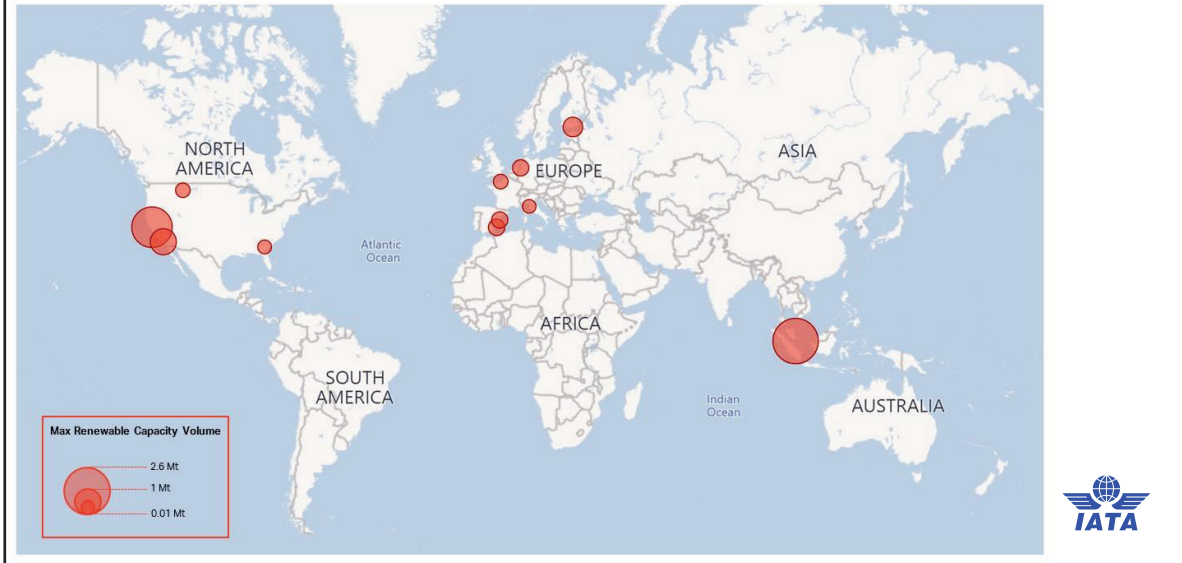 NORTH
AMERICA
EUROPE
ASIA
Atlantic
Ocean
AFRICA
SOUTH
AMERICA
Indian
Ocean
AUSTRALIA
Max Renewable Capacity Volume
2.6 Mt
1 Mt
0.01 Mt
IATA